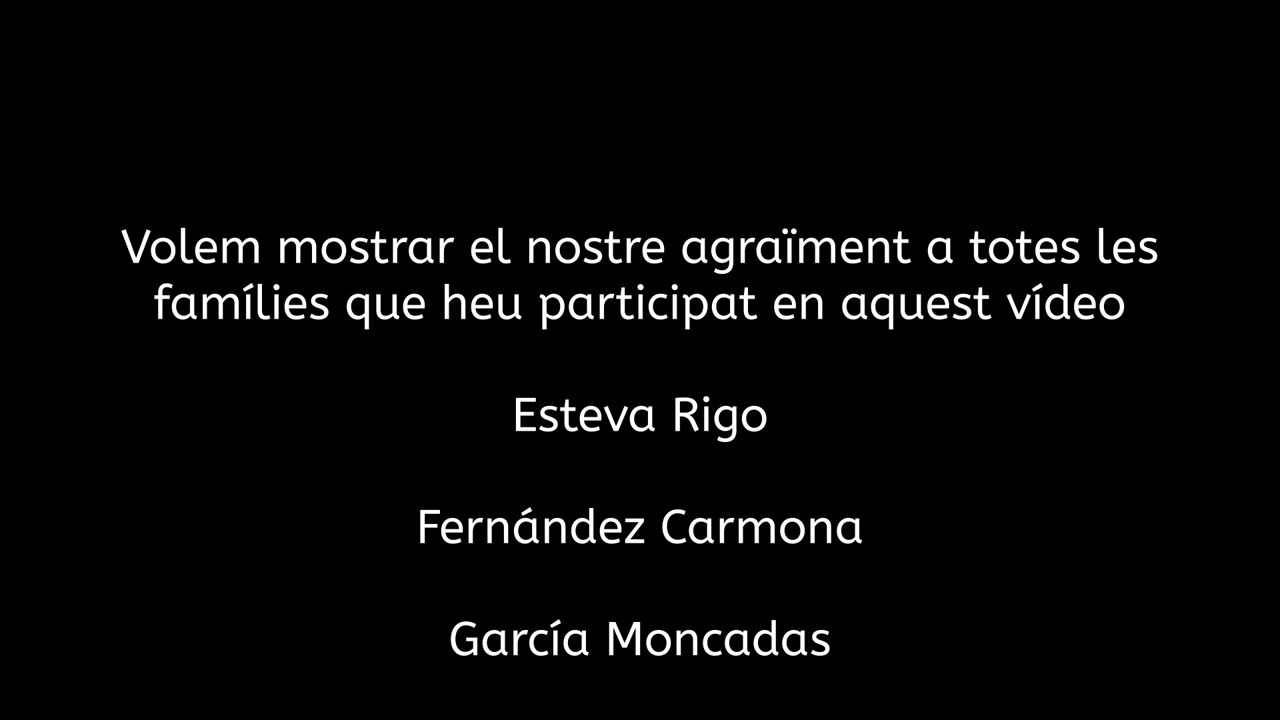 Volem mostrar el nostre agraïment a totes les
famílies que heu participat en aquest vídeo
Esteva Rigo
Fernández Carmona
García Moncadas